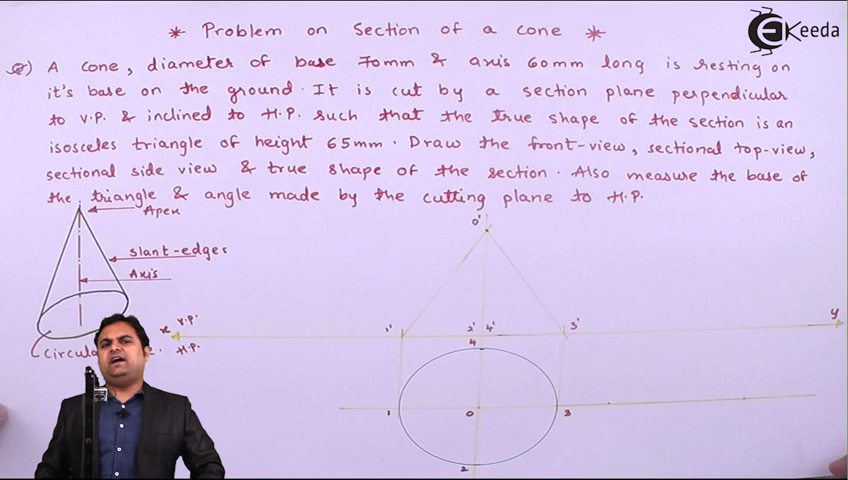 * Problem on Section of a cone *
Keeda
Q) A cone, diameter of base 70mm & axis 60mm long is resting on
it's base on the ground. It is cut by a section plane perpendicular
to V.P. & inclined to H.P. such that the true shape of the section is an
isosceles triangle of height 65mm. Draw the front-view, sectional top-view,
sectional side view & true shape of the section. Also measure the base of
the triangle & angle made by the cutting plane to H.P.
Apex
slant-edges
Axis
circular
x V.P.
H.P.
y
o'
1' 2' 4' 3'
4
1 o 3
2